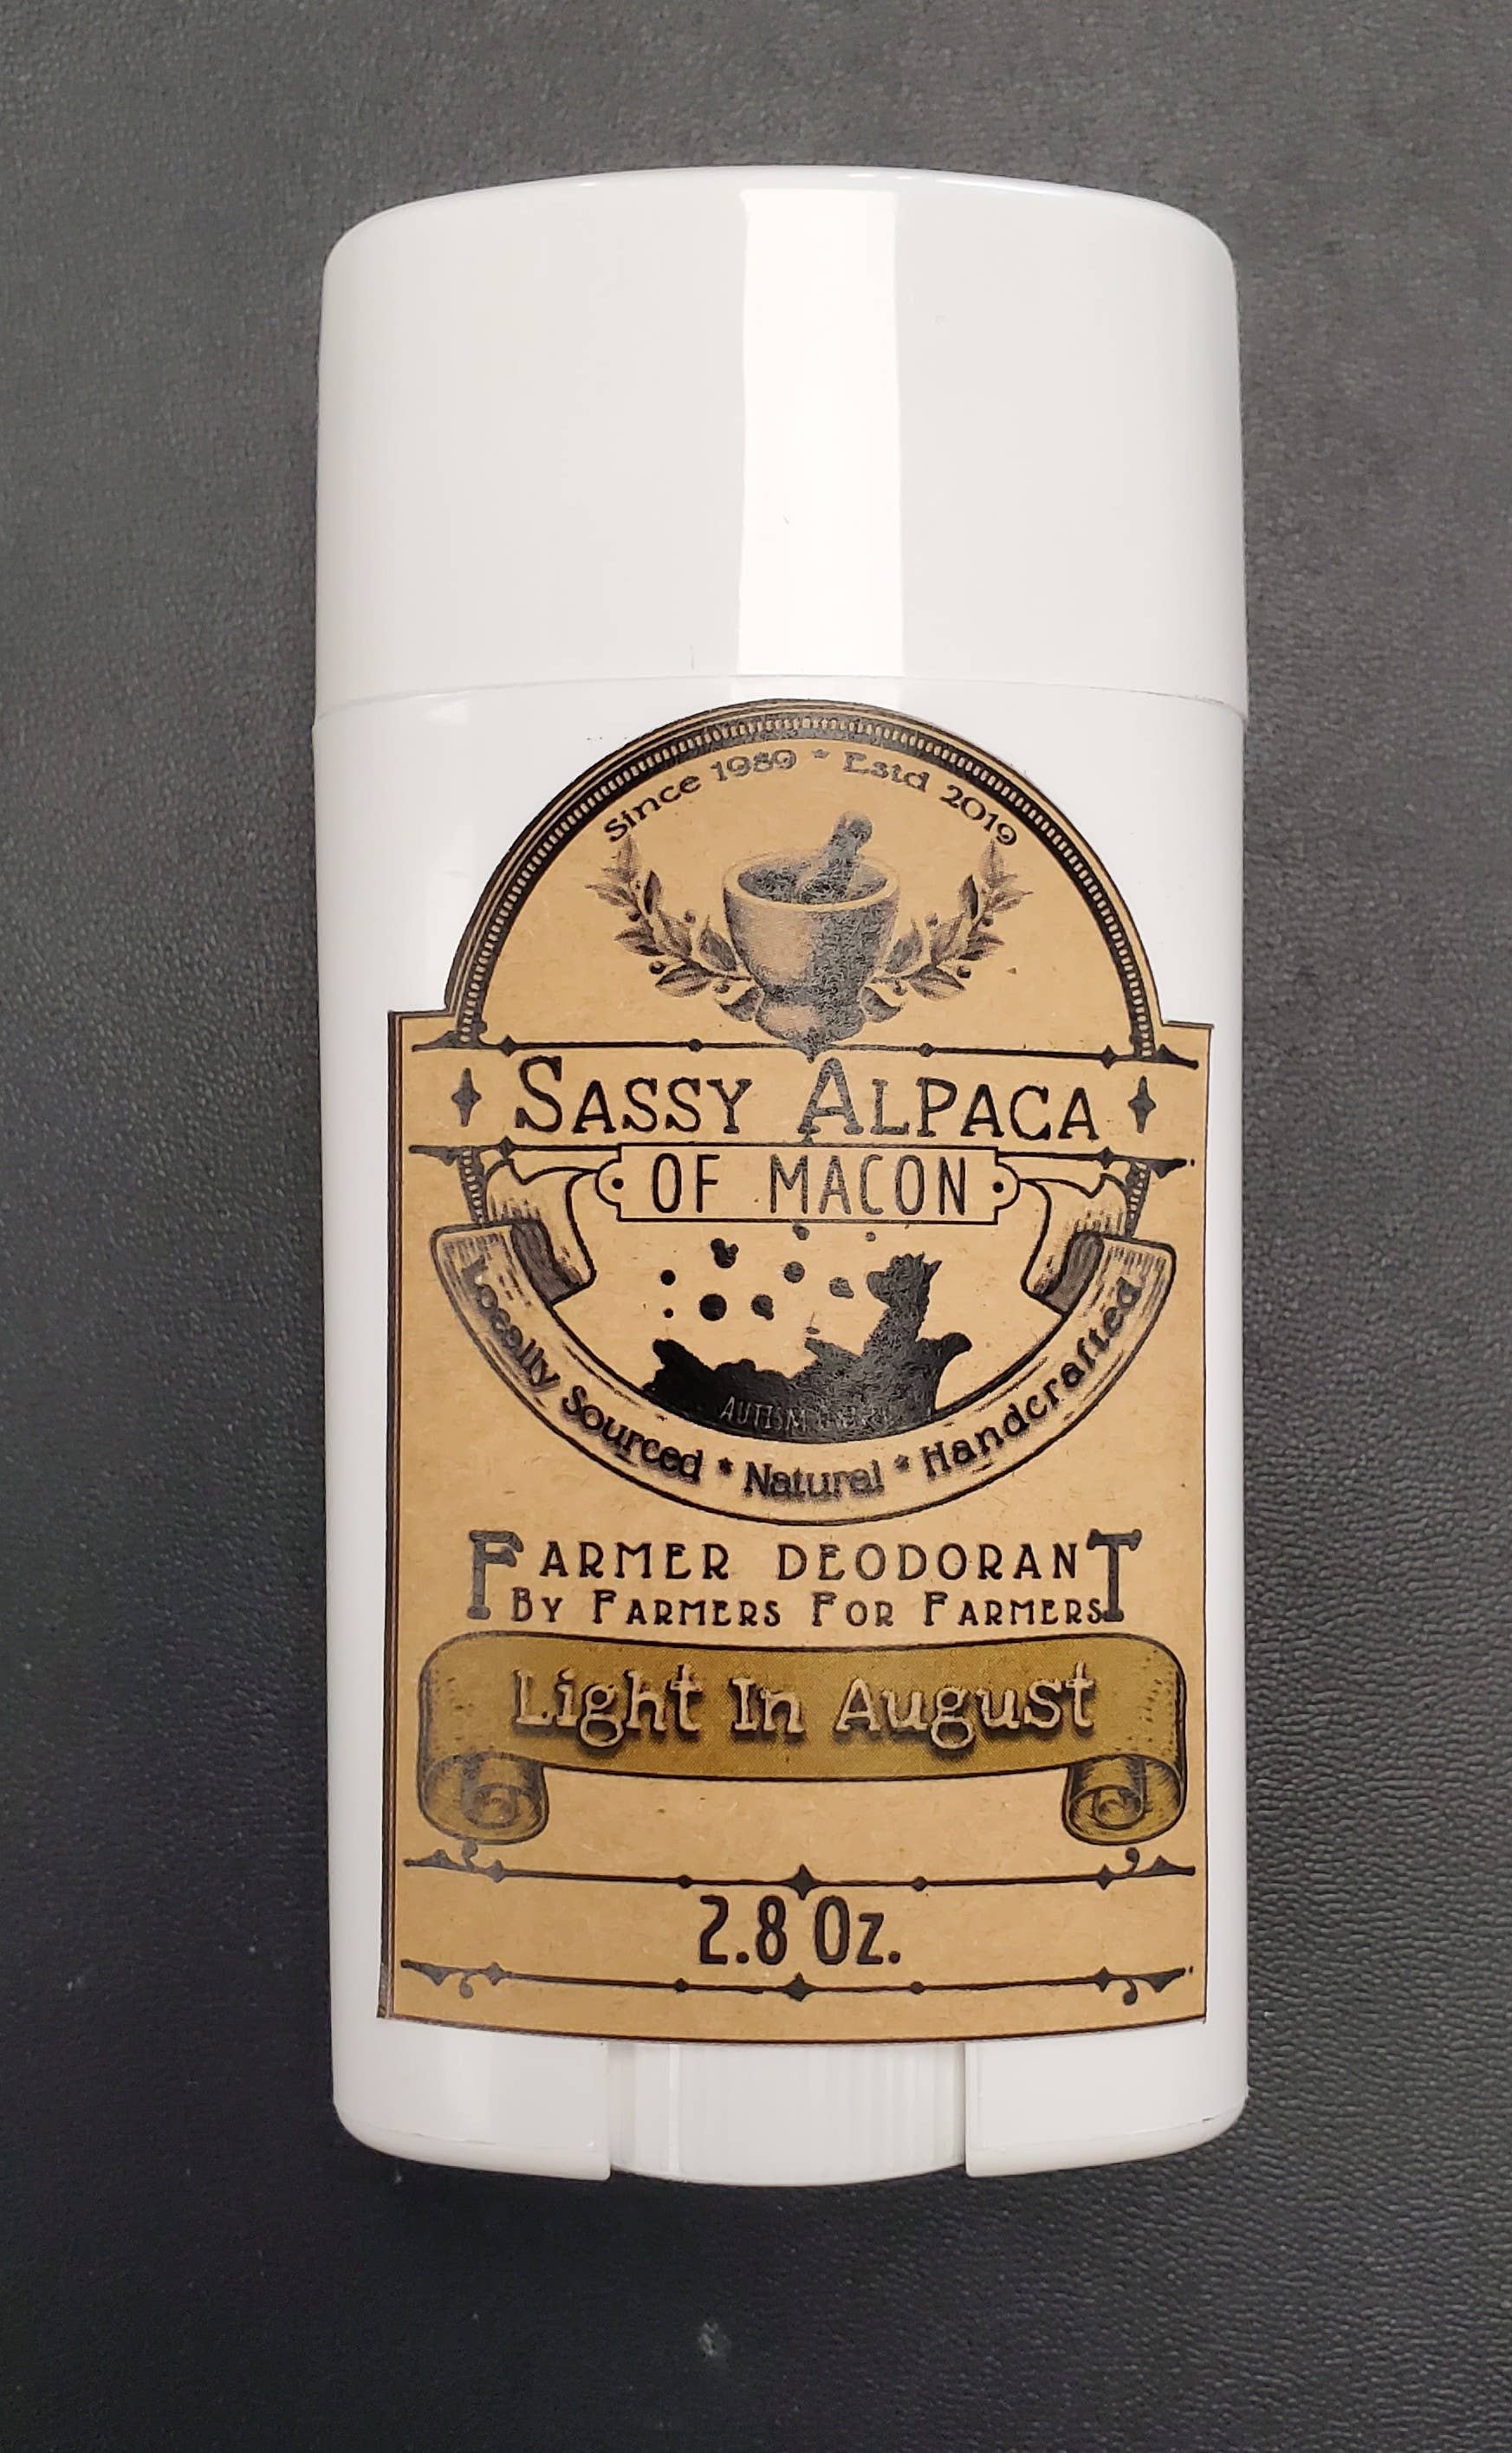 Since 1989 * Estd 2019
SASSY ALPACA
OF MACON
AUTISM
Locally Sourced * Natural * Handcrafted
FARMER DEODORANT
BY FARMERS FOR FARMERS
Light In August
2.8 Oz.